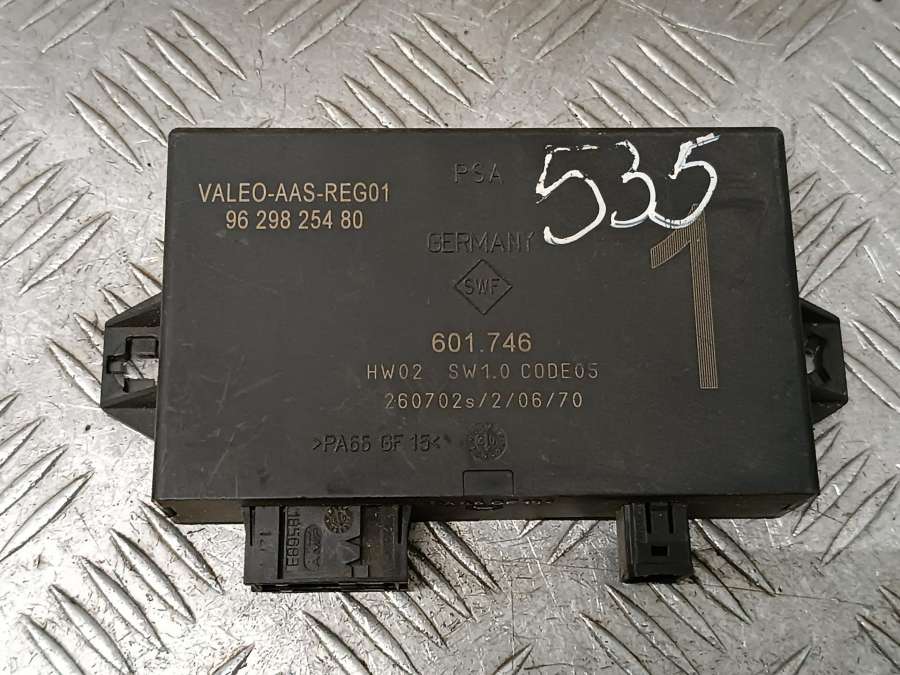 PSA
535
VALEO-AAS-REG01
96 298 254 80
GERMANY
1
SWF
601.746
HW02 SW1.0 CODE05
260702s/2/06/70
>PA66 GF 15<